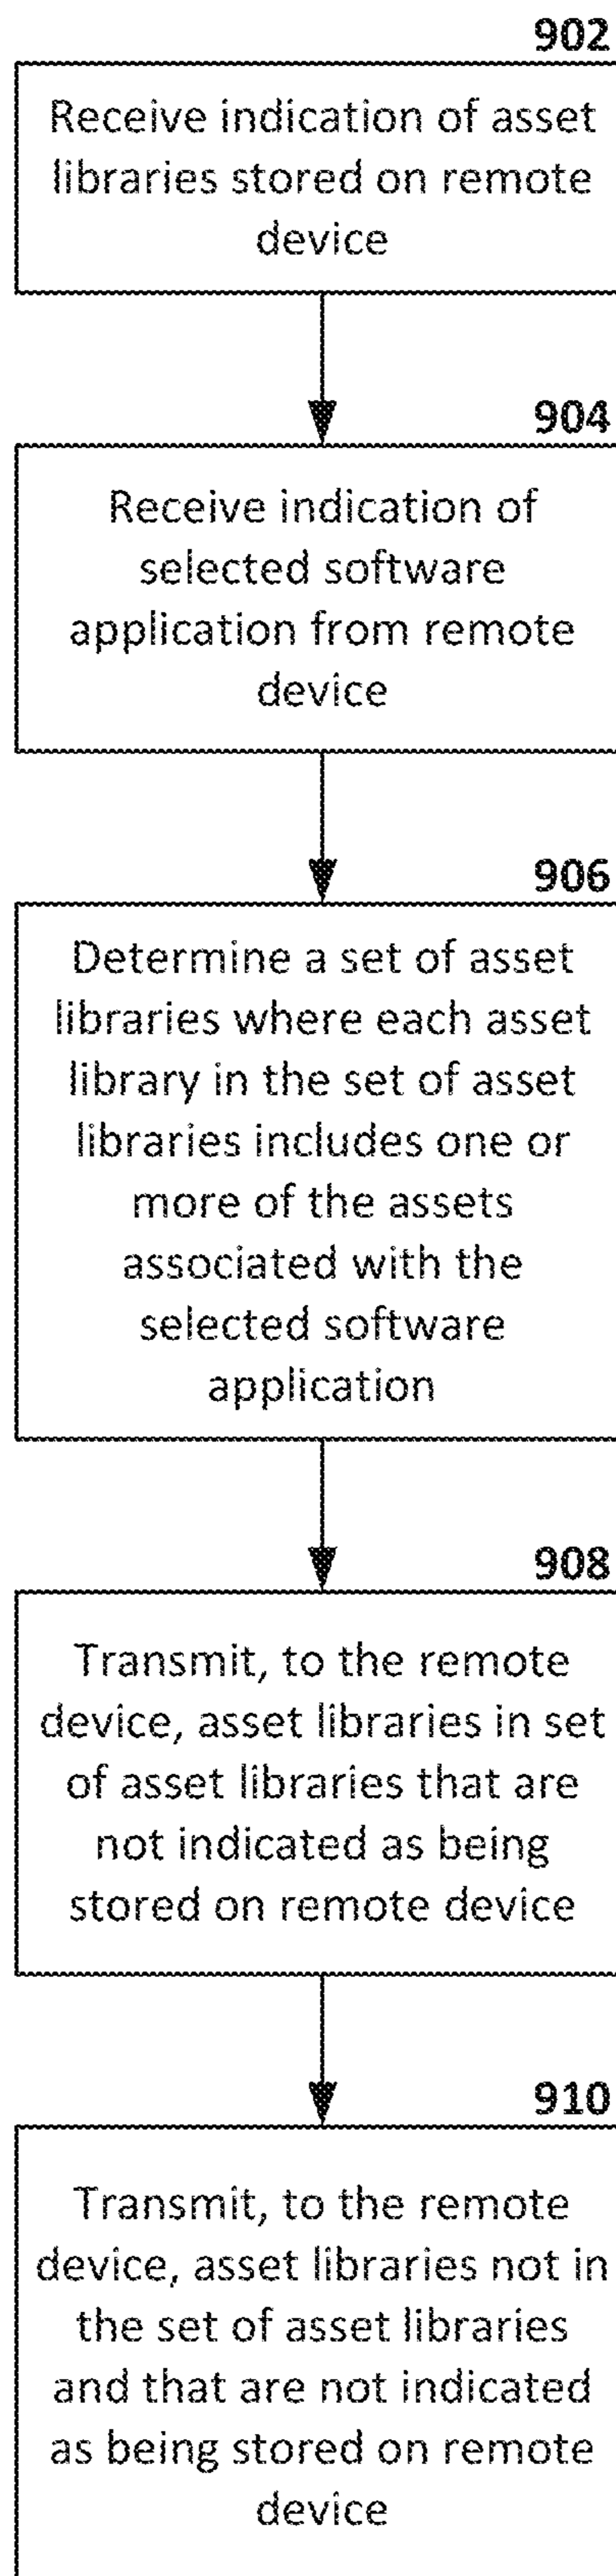 902
Receive indication of asset
libraries stored on remote
device
904
Receive indication of
selected software
application from remote
device
906
Determine a set of asset
libraries where each asset
library in the set of asset
libraries includes one or
more of the assets
associated with the
selected software
application
908
Transmit, to the remote
device, asset libraries in set
of asset libraries that are
not indicated as being
stored on remote device
910
Transmit, to the remote
device, asset libraries not in
the set of asset libraries
and that are not indicated
as being stored on remote
device